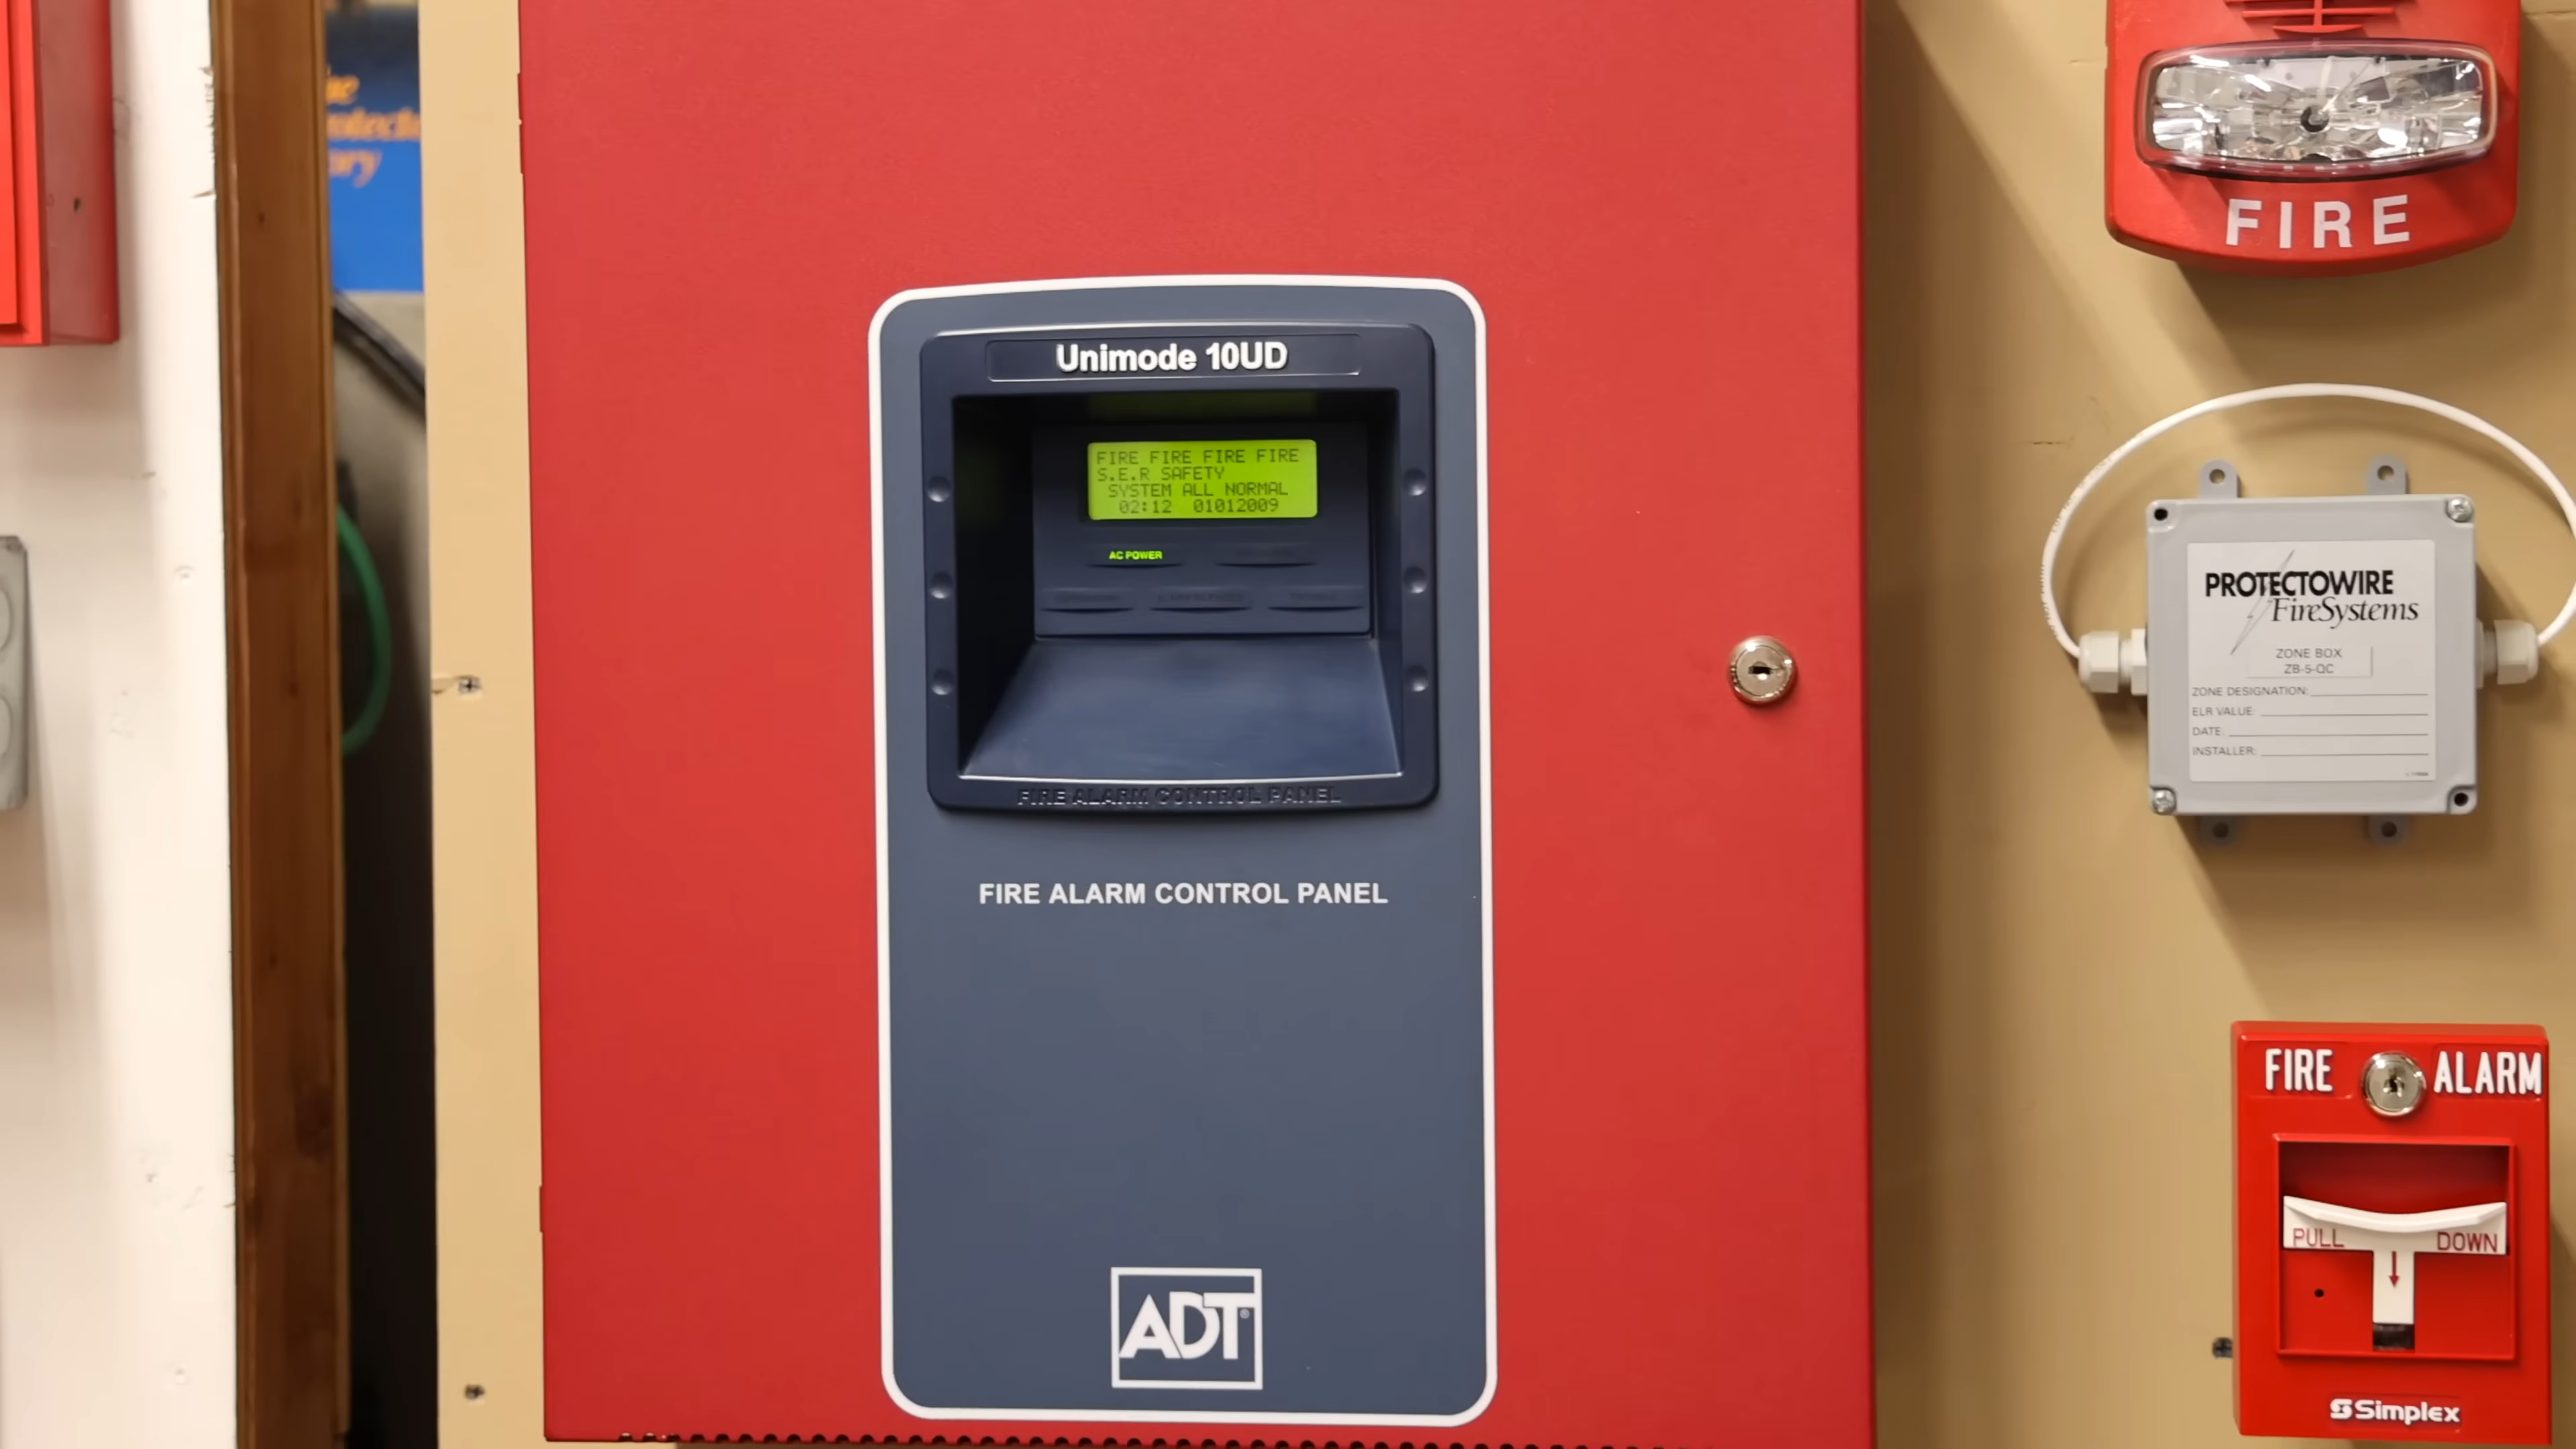 Unimode 10UD
FIRE FIRE FIRE FIRE
S.E.R SAFETY
SYSTEM ALL NORMAL
02:12 01012009
AC POWER
FIRE ALARM CONTROL PANEL
FIRE ALARM CONTROL PANEL
ADT®
FIRE
PROTECTOWIRE
FireSystems
ZONE BOX
ZB-5-QC
ZONE DESIGNATION:
ELR VALUE:
DATE:
INSTALLER:
FIRE ALARM
PULL DOWN
Simplex